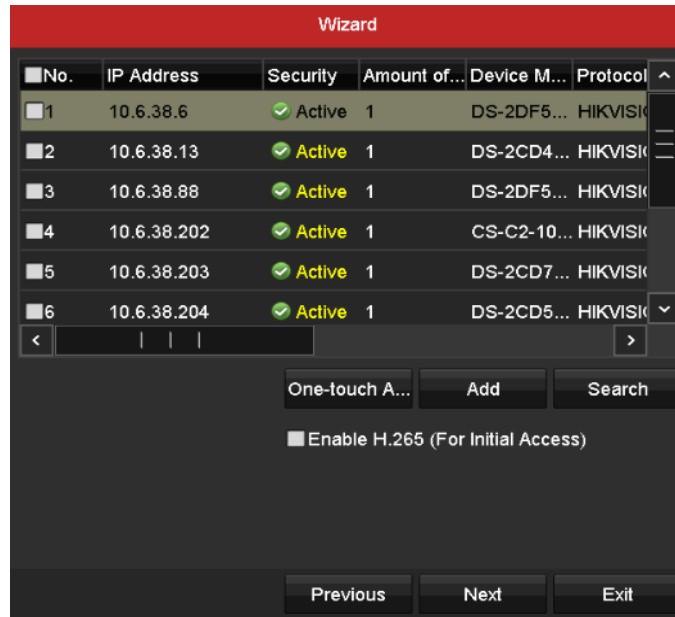 Wizard
No. IP Address Security Amount of... Device M... Protocol
1 10.6.38.6 Active 1 DS-2DF5... HIKVISI
2 10.6.38.13 Active 1 DS-2CD4... HIKVISI
3 10.6.38.88 Active 1 DS-2DF5... HIKVISI
4 10.6.38.202 Active 1 CS-C2-10... HIKVISI
5 10.6.38.203 Active 1 DS-2CD7... HIKVISI
6 10.6.38.204 Active 1 DS-2CD5... HIKVISI
One-touch A... Add Search
Enable H.265 (For Initial Access)
Previous Next Exit